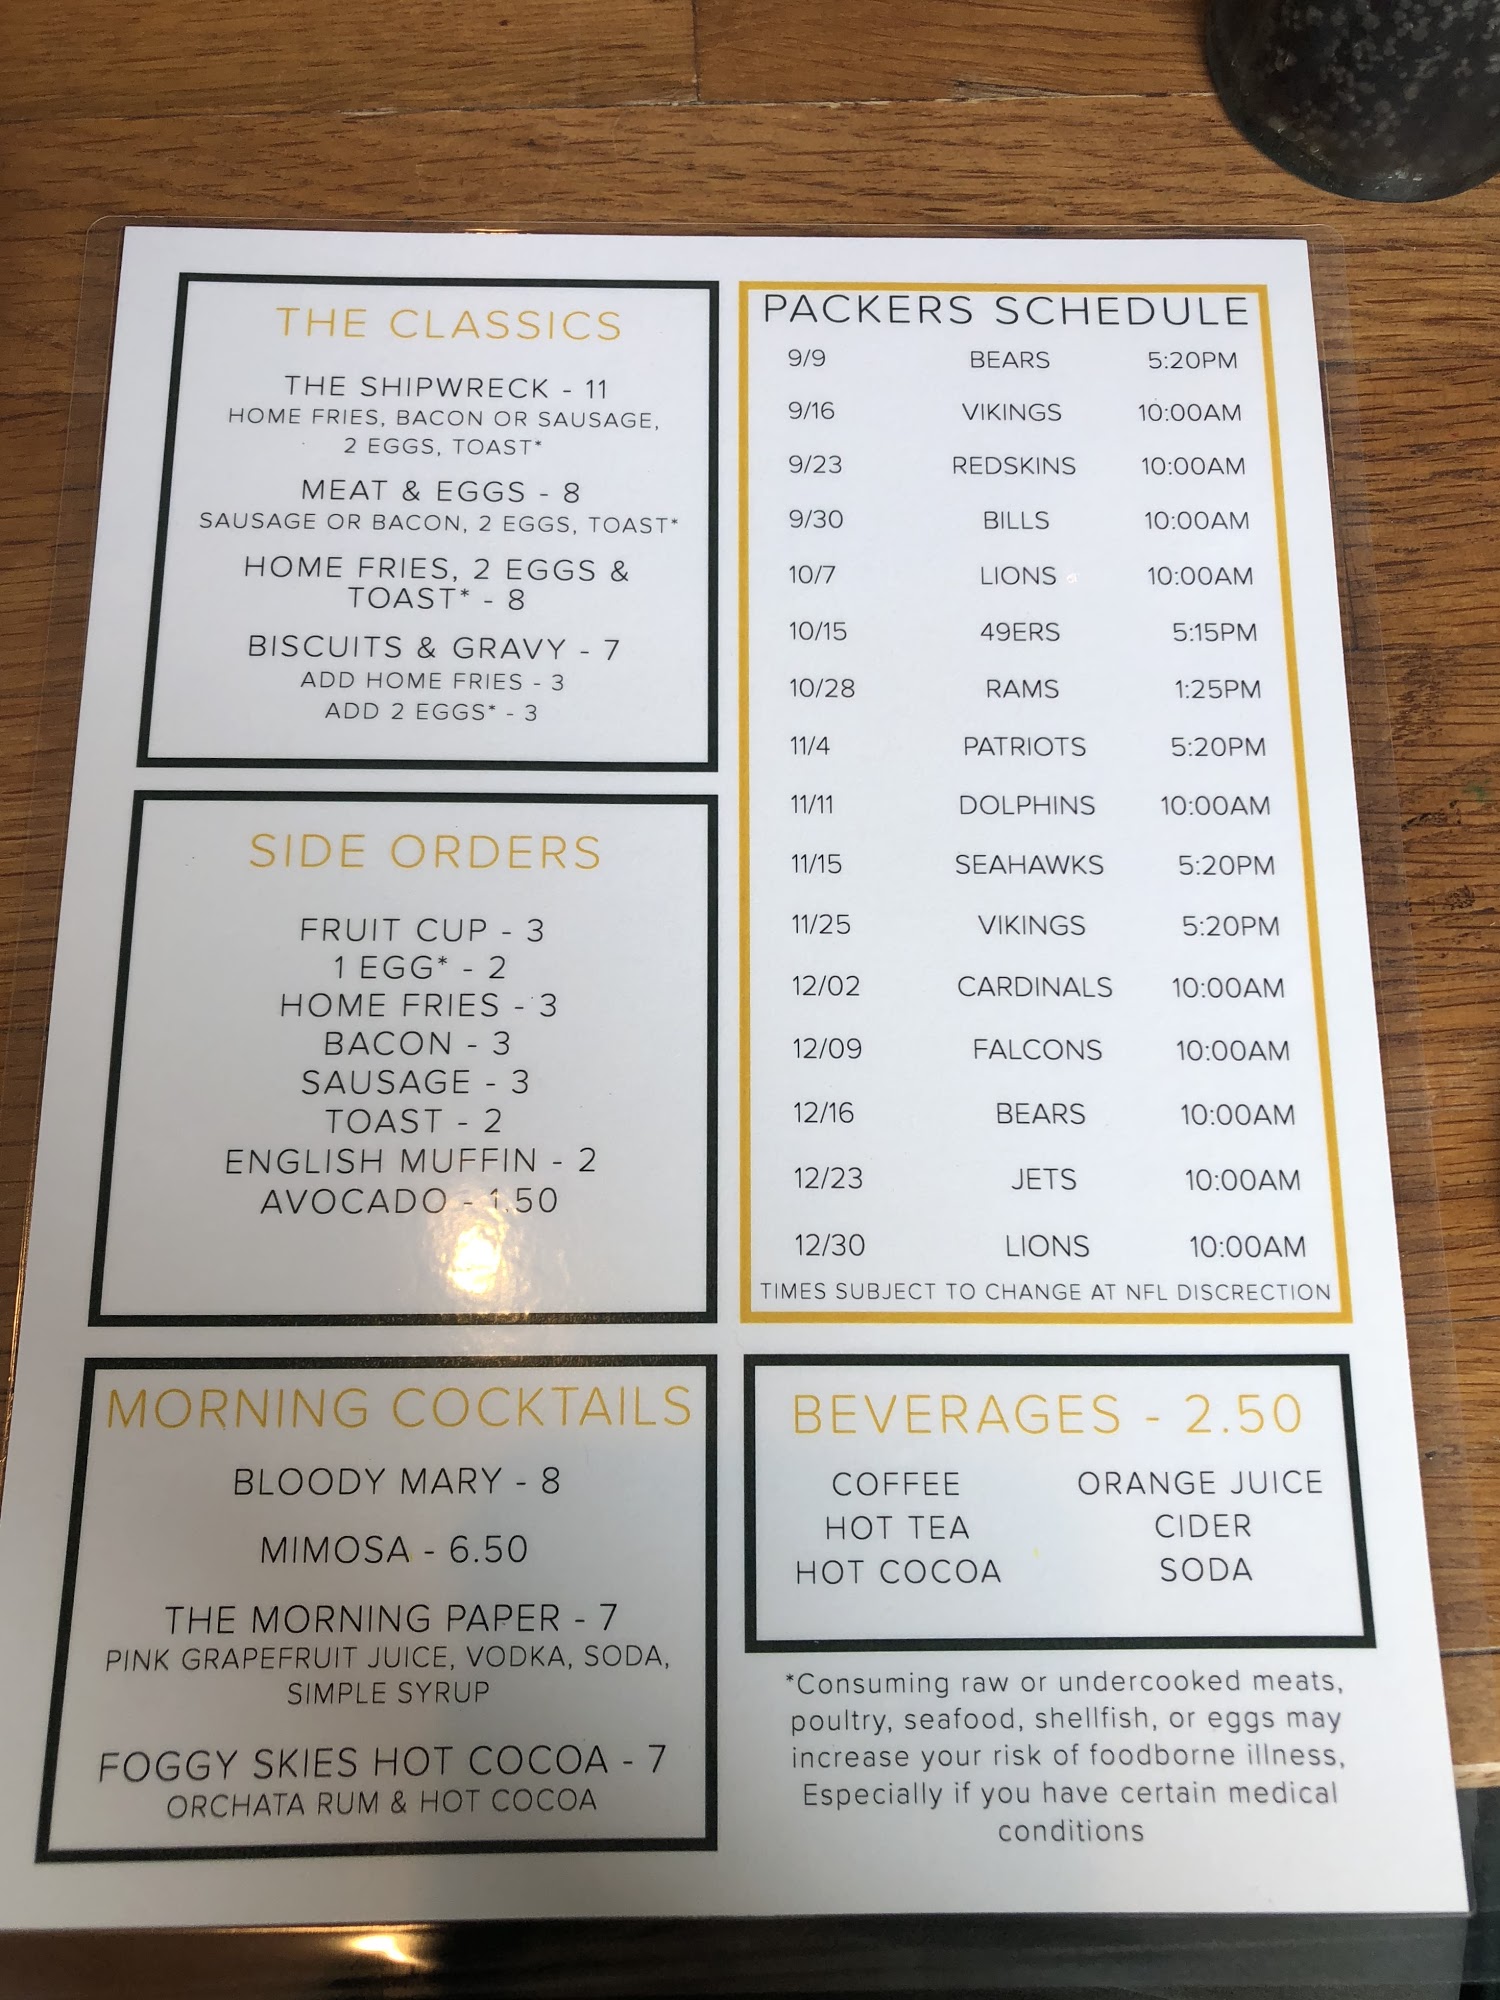 THE CLASSICS
THE SHIPWRECK - 11
HOME FRIES, BACON OR SAUSAGE,
2 EGGS, TOAST*
MEAT & EGGS - 8
SAUSAGE OR BACON, 2 EGGS, TOAST*
HOME FRIES, 2 EGGS &
TOAST* - 8
BISCUITS & GRAVY - 7
ADD HOME FRIES - 3
ADD 2 EGGS* - 3
SIDE ORDERS
FRUIT CUP - 3
1 EGG* - 2
HOME FRIES - 3
BACON - 3
SAUSAGE - 3
TOAST - 2
ENGLISH MUFFIN - 2
AVOCADO - 1.50
MORNING COCKTAILS
BLOODY MARY - 8
MIMOSA - 6.50
THE MORNING PAPER - 7
PINK GRAPEFRUIT JUICE, VODKA, SODA,
SIMPLE SYRUP
FOGGY SKIES HOT COCOA - 7
ORCHATA RUM & HOT COCOA
PACKERS SCHEDULE
9/9 BEARS 5:20PM
9/16 VIKINGS 10:00AM
9/23 REDSKINS 10:00AM
9/30 BILLS 10:00AM
10/7 LIONS 10:00AM
10/15 49ERS 5:15PM
10/28 RAMS 1:25PM
11/4 PATRIOTS 5:20PM
11/11 DOLPHINS 10:00AM
11/15 SEAHAWKS 5:20PM
11/25 VIKINGS 5:20PM
12/02 CARDINALS 10:00AM
12/09 FALCONS 10:00AM
12/16 BEARS 10:00AM
12/23 JETS 10:00AM
12/30 LIONS 10:00AM
TIMES SUBJECT TO CHANGE AT NFL DISCRECTION
BEVERAGES - 2.50
COFFEE ORANGE JUICE
HOT TEA CIDER
HOT COCOA SODA
*Consuming raw or undercooked meats,
poultry, seafood, shellfish, or eggs may
increase your risk of foodborne illness,
Especially if you have certain medical
conditions